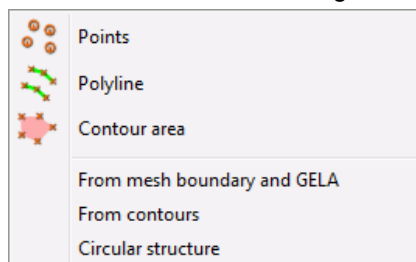 Points
Polyline
Contour area
From mesh boundary and GELA
From contours
Circular structure